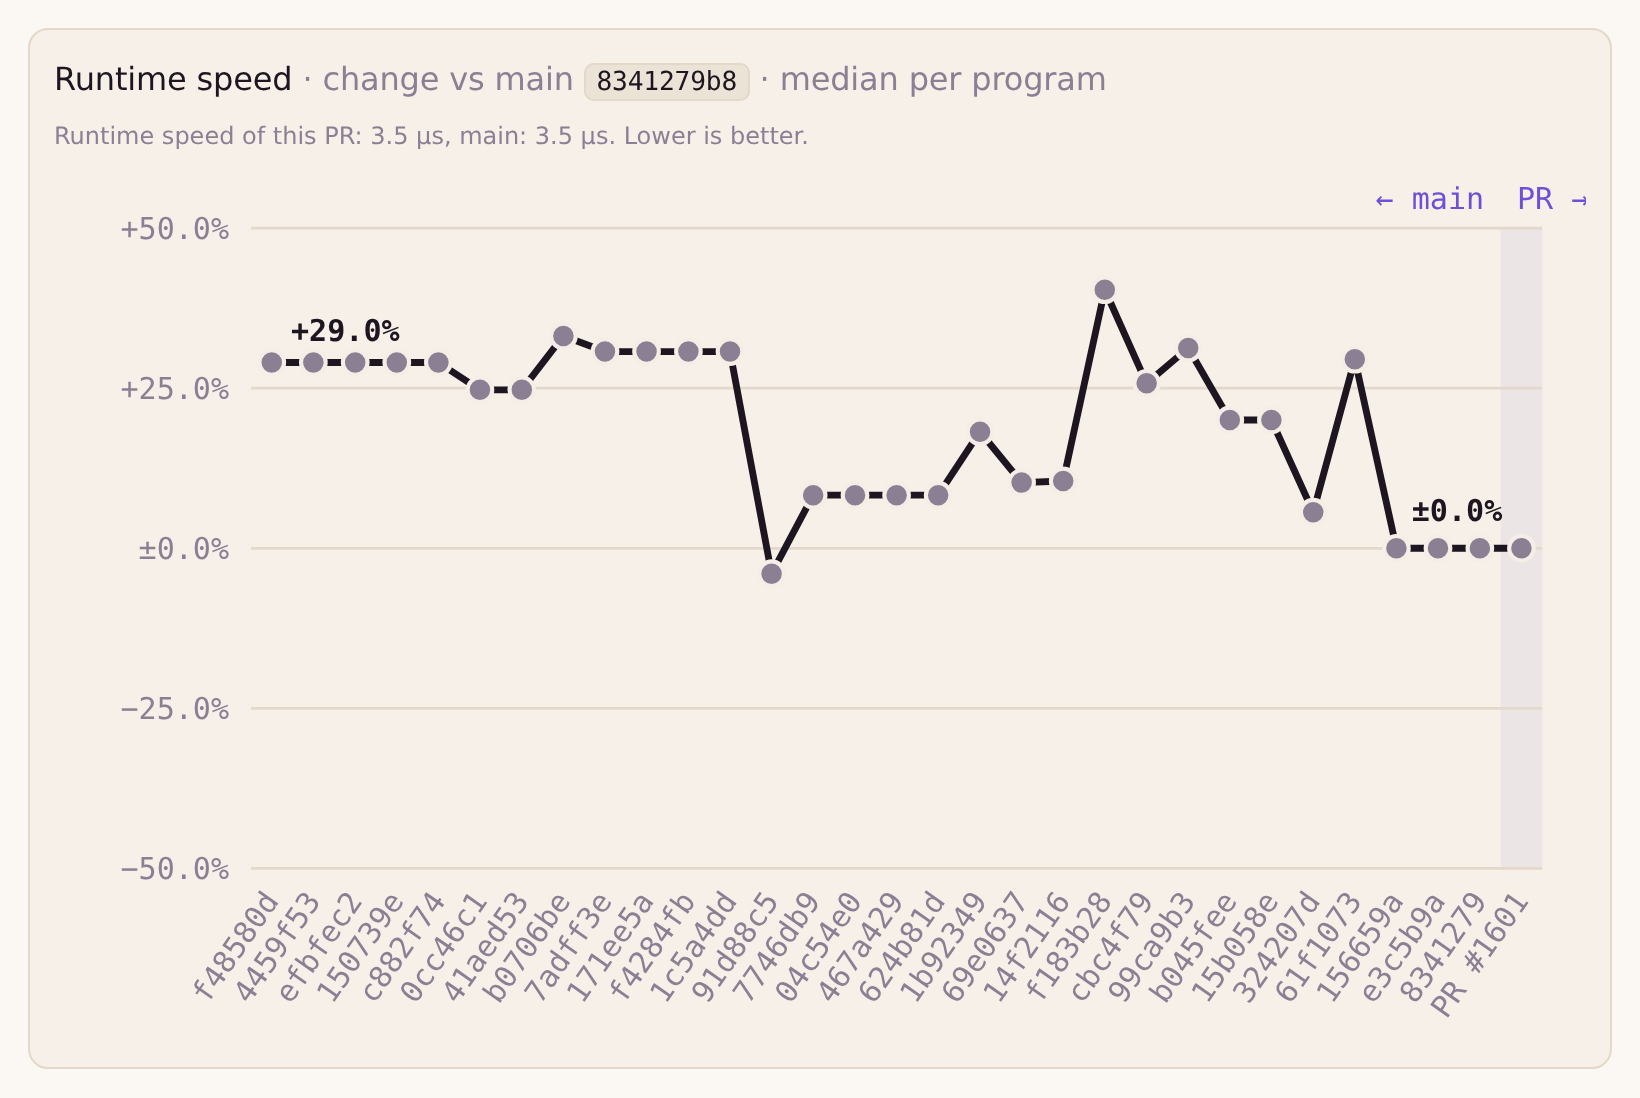 Runtime speed · change vs main 8341279b8 · median per program
Runtime speed of this PR: 3.5 µs, main: 3.5 µs. Lower is better.
← main PR →
+50.0%
+29.0%
+25.0%
±0.0%
±0.0%
−25.0%
−50.0%
f48580d
4459f53
efbfec2
150739e
c882f74
0cc46c1
41aed53
b0706be
7adff3e
171ee5a
f4284fb
1c5a4dd
91d88c5
7746db9
04c54e0
467a429
624b81d
1b92349
69e0637
14f2116
f183b28
cbc4f79
99ca9b3
b045fee
15b058e
324207d
61f1073
156659a
e3c5b9a
8341279
PR #1601